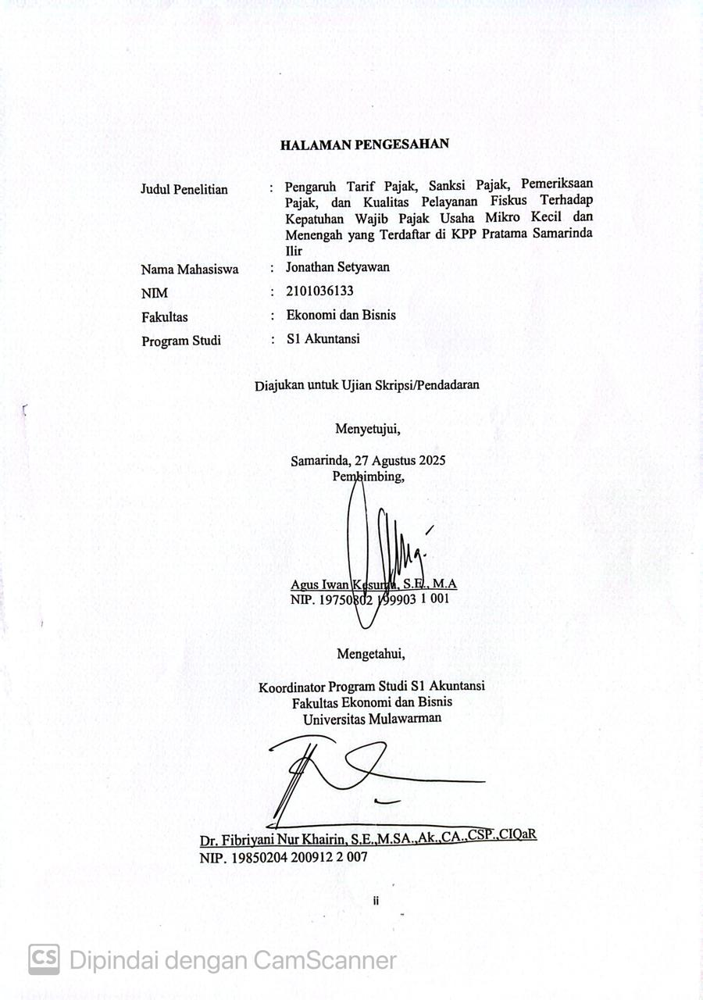 HALAMAN PENGESAHAN
Judul Penelitian : Pengaruh Tarif Pajak, Sanksi Pajak, Pemeriksaan
Pajak, dan Kualitas Pelayanan Fiskus Terhadap
Kepatuhan Wajib Pajak Usaha Mikro Kecil dan
Menengah yang Terdaftar di KPP Pratama Samarinda
Ilir
Nama Mahasiswa : Jonathan Setyawan
NIM : 2101036133
Fakultas : Ekonomi dan Bisnis
Program Studi : S1 Akuntansi
Diajukan untuk Ujian Skripsi/Pendadaran
Menyetujui,
Samarinda, 27 Agustus 2025
Pembimbing,
Agus Iwan Kesuma, S.E., M.A
NIP. 19750802 199903 1 001
Mengetahui,
Koordinator Program Studi S1 Akuntansi
Fakultas Ekonomi dan Bisnis
Universitas Mulawarman
Dr. Fibriyani Nur Khairin, S.E.,M.SA.,Ak.,CA.,CSP.,CIQaR
NIP. 19850204 200912 2 007
ii
CS Dipindai dengan CamScanner